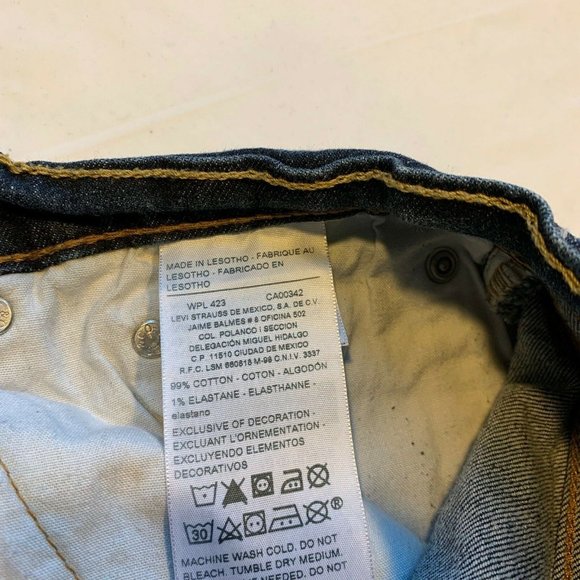 MADE IN LESOTHO - FABRIQUE AU
LESOTHO - FABRICADO EN
LESOTHO
WPL 423 CA00342
LEVI STRAUSS DE MEXICO, S.A. DE C.V.
JAIME BALMES # 8 OFICINA 502
COL. POLANCO I SECCION
DELEGACIÓN MIGUEL HIDALGO
C.P. 11510 CIUDAD DE MEXICO
R.F.C. LSM 680818-M-98 C.N.I.V. 3337
99% COTTON - COTON - ALGODÓN
1% ELASTANE - ELASTHANNE -
elastano
EXCLUSIVE OF DECORATION -
EXCLUANT L'ORNEMENTATION -
EXCLUYENDO ELEMENTOS
DECORATIVOS
30 ®
MACHINE WASH COLD. DO NOT
BLEACH. TUMBLE DRY MEDIUM.